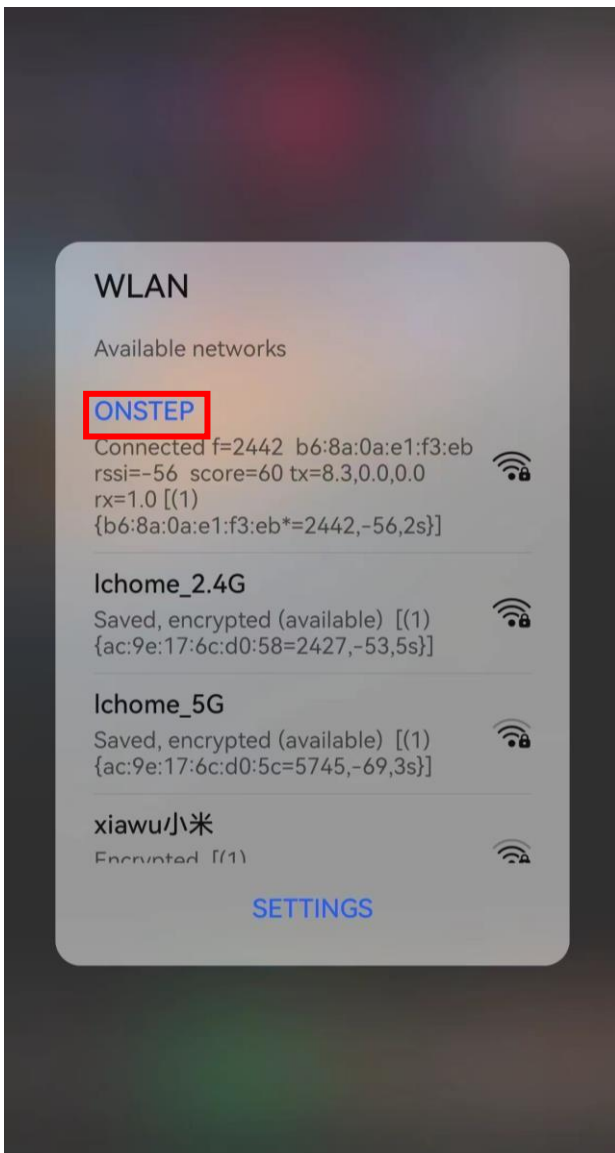 WLAN
Available networks
ONSTEP
Connected f=2442 b6:8a:0a:e1:f3:eb
rssi=-56 score=60 tx=8.3,0.0,0.0
rx=1.0 [(1)
{b6:8a:0a:e1:f3:eb*=2442,-56,2s}]
lchome_2.4G
Saved, encrypted (available) [(1)
{ac:9e:17:6c:d0:58=2427,-53,5s}]
lchome_5G
Saved, encrypted (available) [(1)
{ac:9e:17:6c:d0:5c=5745,-69,3s}]
xiawu小米
Encrypted [(1)
SETTINGS